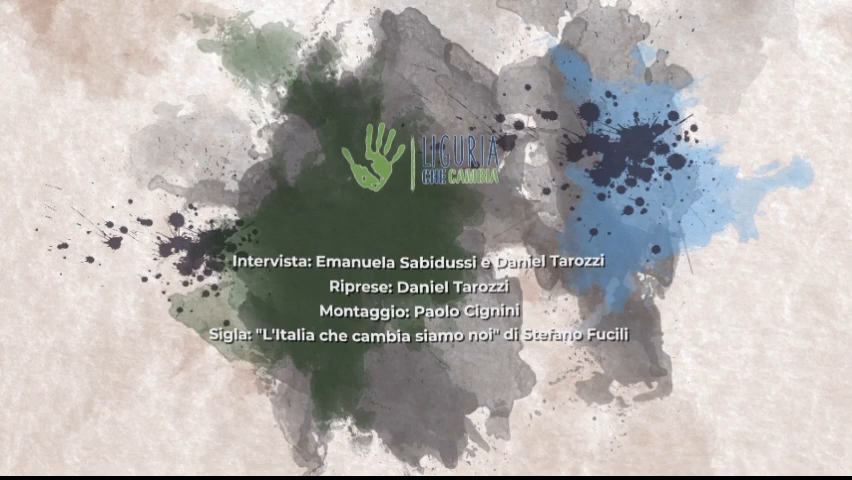 LIGURIA
CHE CAMBIA
Intervista: Emanuela Sabidussi e Daniel Tarozzi
Riprese: Daniel Tarozzi
Montaggio: Paolo Cignini
Sigla: "L'Italia che cambia siamo noi" di Stefano Fucili